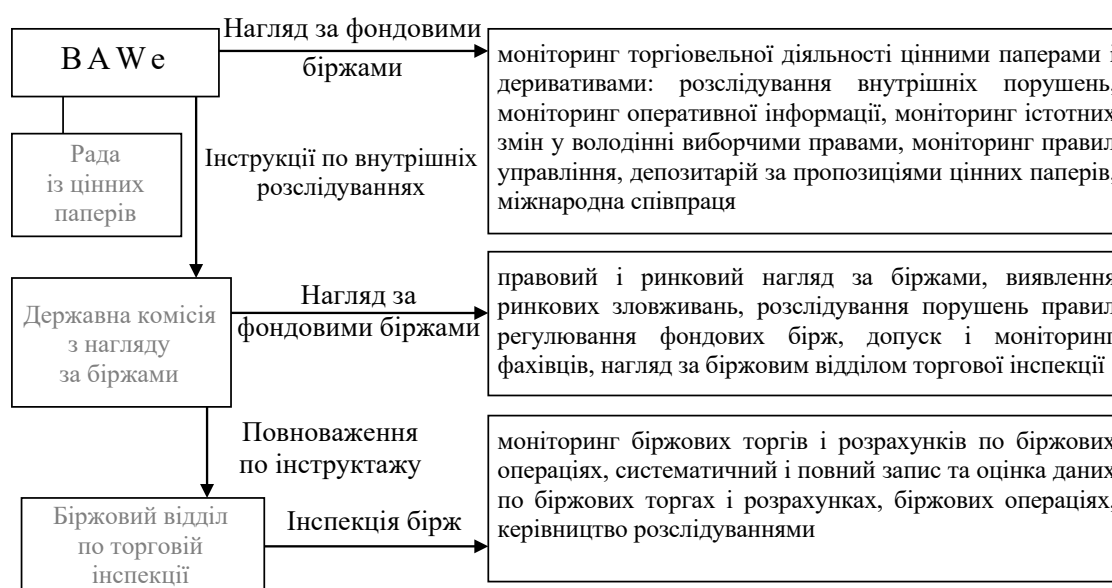 BAWe
Нагляд за фондовими
біржами
моніторинг торгіовельної діяльності цінними паперами і
деривативами: розслідування внутрішніх порушень,
моніторинг оперативної інформації, моніторинг істотних
змін у володінні виборчими правами, моніторинг правил
управління, депозитарій за пропозиціями цінних паперів,
міжнародна співпраця
Рада
із цінних
паперів
Інструкції по внутрішніх
розслідуваннях
Державна комісія
з нагляду
за біржами
Нагляд за
фондовими біржами
правовий і ринковий нагляд за біржами, виявлення
ринкових зловживань, розслідування порушень правил
регулювання фондових бірж, допуск і моніторинг
фахівців, нагляд за біржовим відділом торгової інспекції
Повноваження
по інструктажу
Біржовий відділ
по торговій
інспекції
Інспекція бірж
моніторинг біржових торгів і розрахунків по біржових
операціях, систематичний і повний запис та оцінка даних
по біржових торгах і розрахунках, біржових операціях,
керівництво розслідуваннями